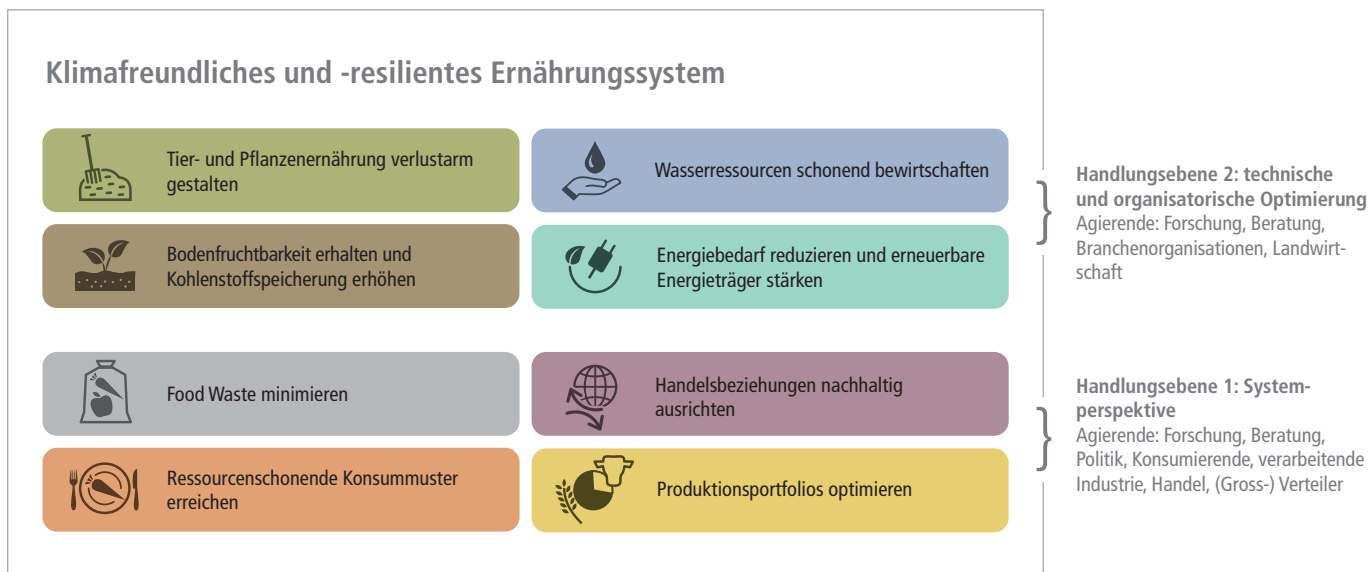 Klimafreundliches und -resilientes Ernährungssystem
Tier- und Pflanzenernährung verlustarm
gestalten
Wasserressourcen schonend bewirtschaften
Bodenfruchtbarkeit erhalten und
Kohlenstoffspeicherung erhöhen
Energiebedarf reduzieren und erneuerbare
Energieträger stärken
Handlungsebene 2: technische
und organisatorische Optimierung
Agierende: Forschung, Beratung,
Branchenorganisationen, Landwirt-
schaft
Food Waste minimieren
Handelsbeziehungen nachhaltig
ausrichten
Ressourcenschonende Konsummuster
erreichen
Produktionsportfolios optimieren
Handlungsebene 1: System-
perspektive
Agierende: Forschung, Beratung,
Politik, Konsumierende, verarbeitende
Industrie, Handel, (Gross-) Verteiler